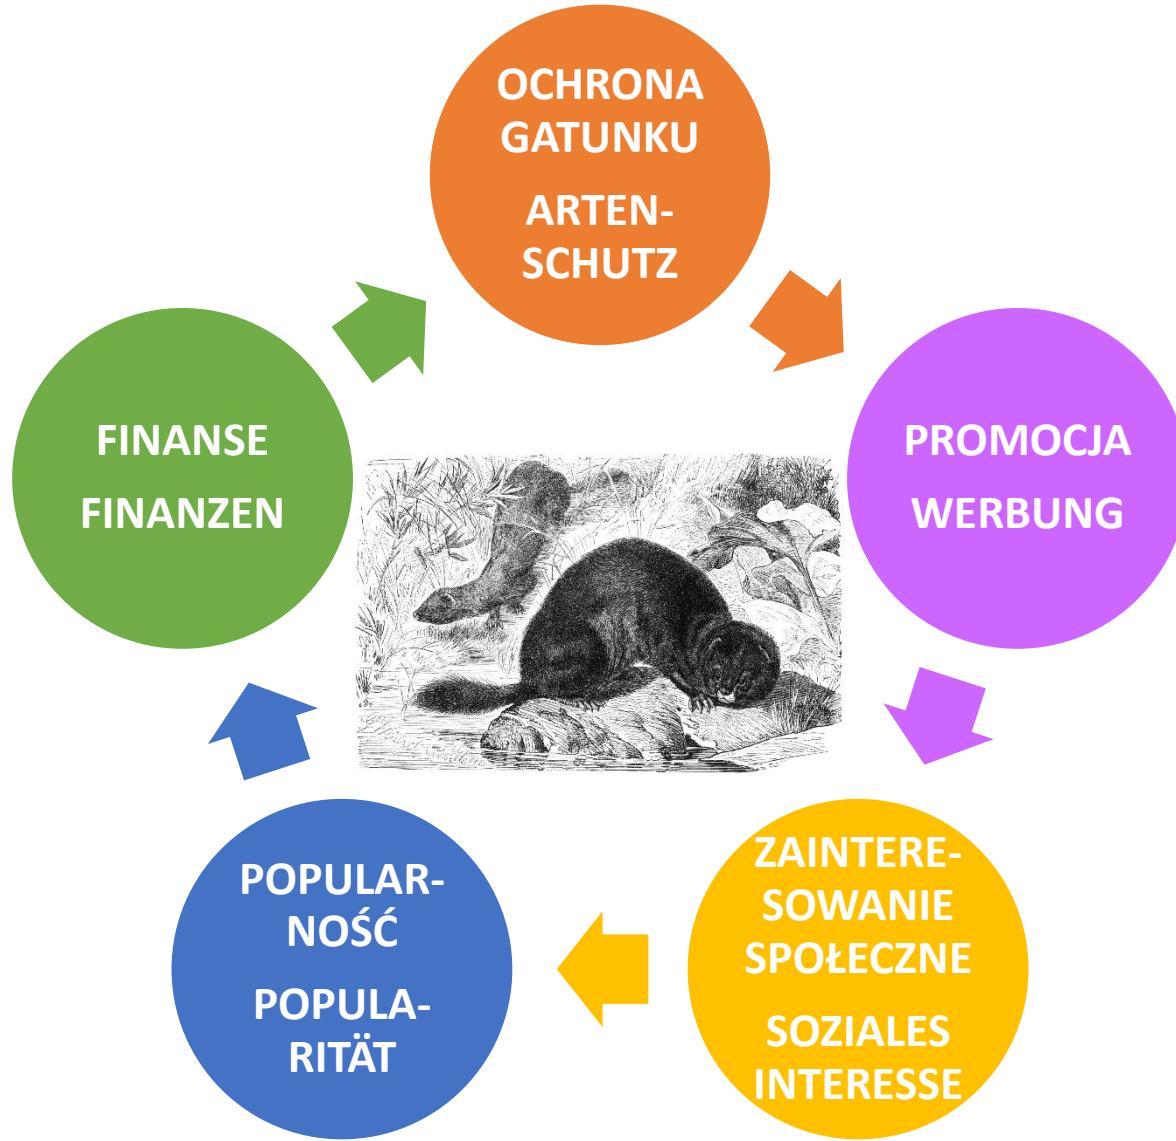 OCHRONA
GATUNKU
ARTEN-
SCHUTZ
PROMOCJA
WERBUNG
ZAINTERE-
SOWANIE
SPOŁECZNE
SOZIALES
INTERESSE
POPULAR-
NOŚĆ
POPULA-
RITÄT
FINANSE
FINANZEN